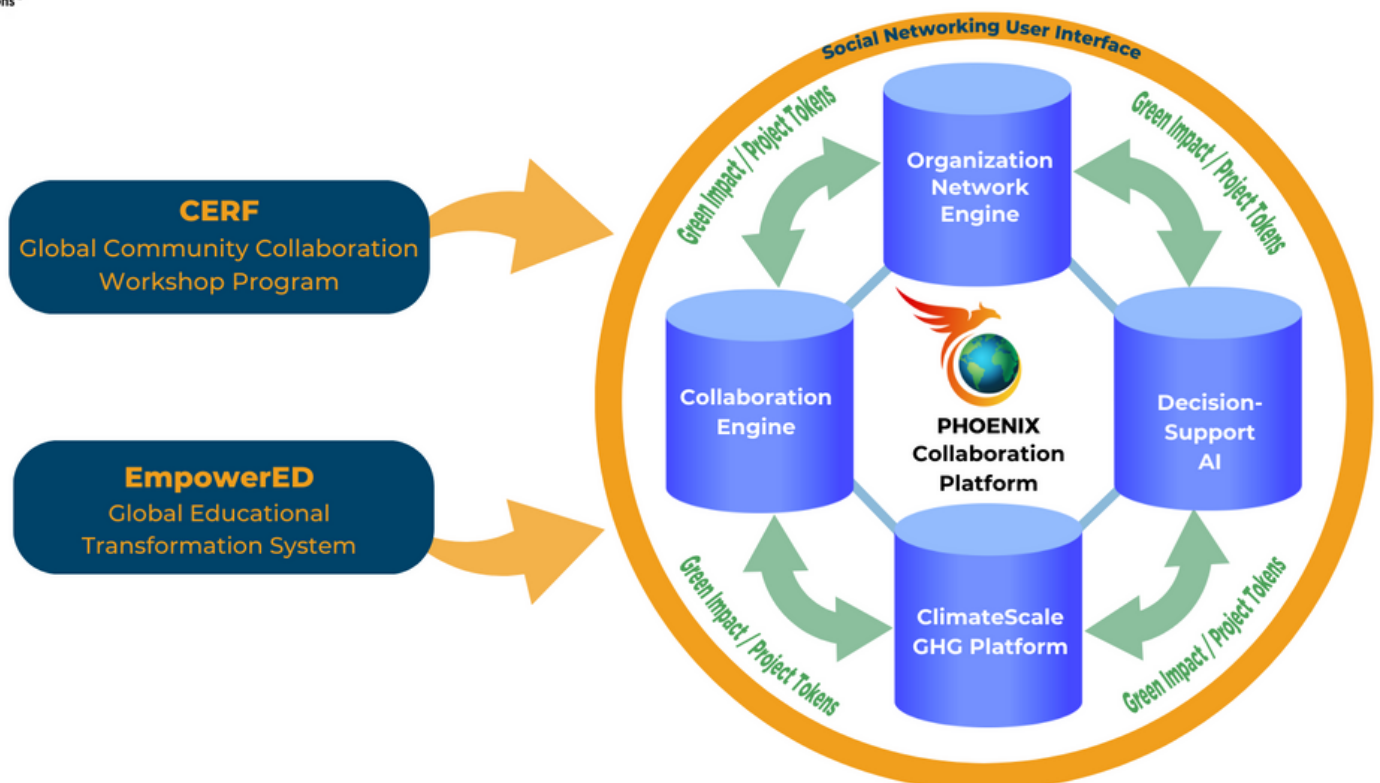 Social Networking User Interface
Green Impact / Project Tokens
Green Impact / Project Tokens
Organization
Network
Engine
CERF
Global Community Collaboration
Workshop Program
Collaboration
Engine
PHOENIX
Collaboration
Platform
Decision-
Support
AI
EmpowerED
Global Educational
Transformation System
Green Impact / Project Tokens
Green Impact / Project Tokens
ClimateScale
GHG Platform